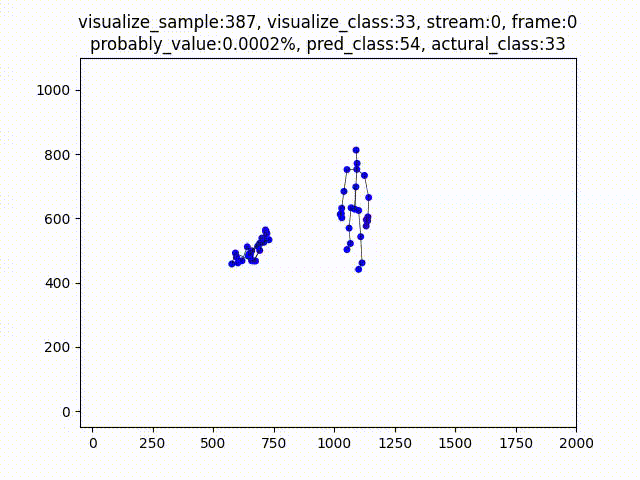 visualize_sample:387, visualize_class:33, stream:0, frame:0
probably_value:0.0002%, pred_class:54, actural_class:33
1000
800
600
400
200
0
0 250 500 750 1000 1250 1500 1750 2000